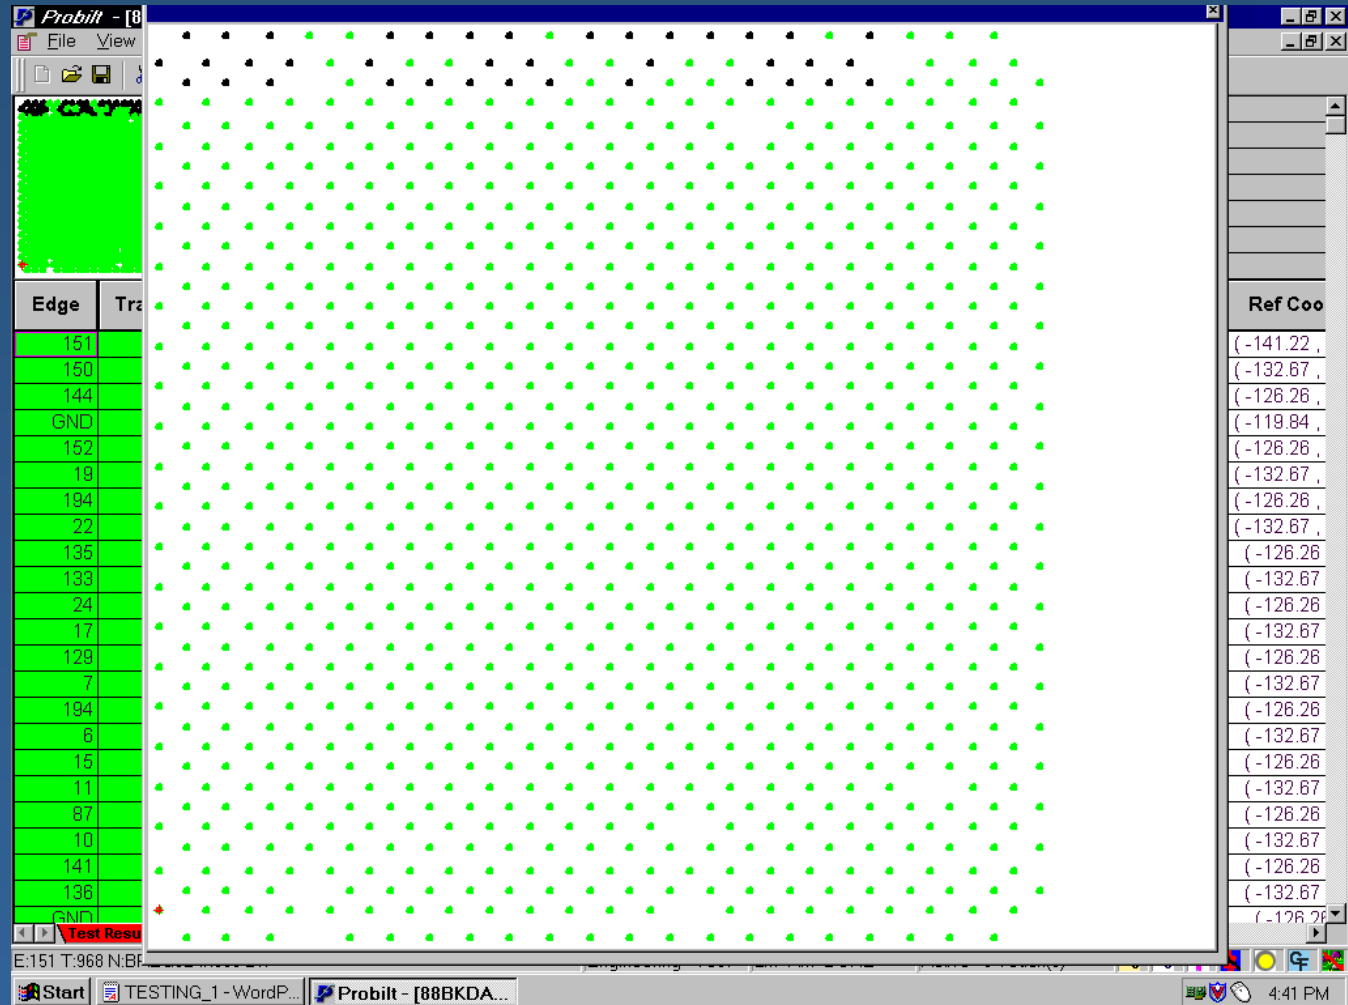 Probilt - [8
File View
Edge Tra
Ref Coo
151 ( -141.22 ,
150 ( -132.67 ,
144 ( -126.26 ,
GND ( -119.84 ,
152 ( -126.26 ,
19 ( -132.67 ,
194 ( -126.26 ,
22 ( -132.67 ,
135 ( -126.26
133 ( -132.67
24 ( -126.26
17 ( -132.67
129 ( -126.26
7 ( -132.67
194 ( -126.26
6 ( -132.67
15 ( -126.26
11 ( -132.67
87 ( -126.26
10 ( -132.67
141 ( -126.26
136 ( -132.67
GND ( -126.26
Test Resu
E:151 T:968
Start TESTING_1 - WordP... Probilt - [88BKDA... 4:41 PM